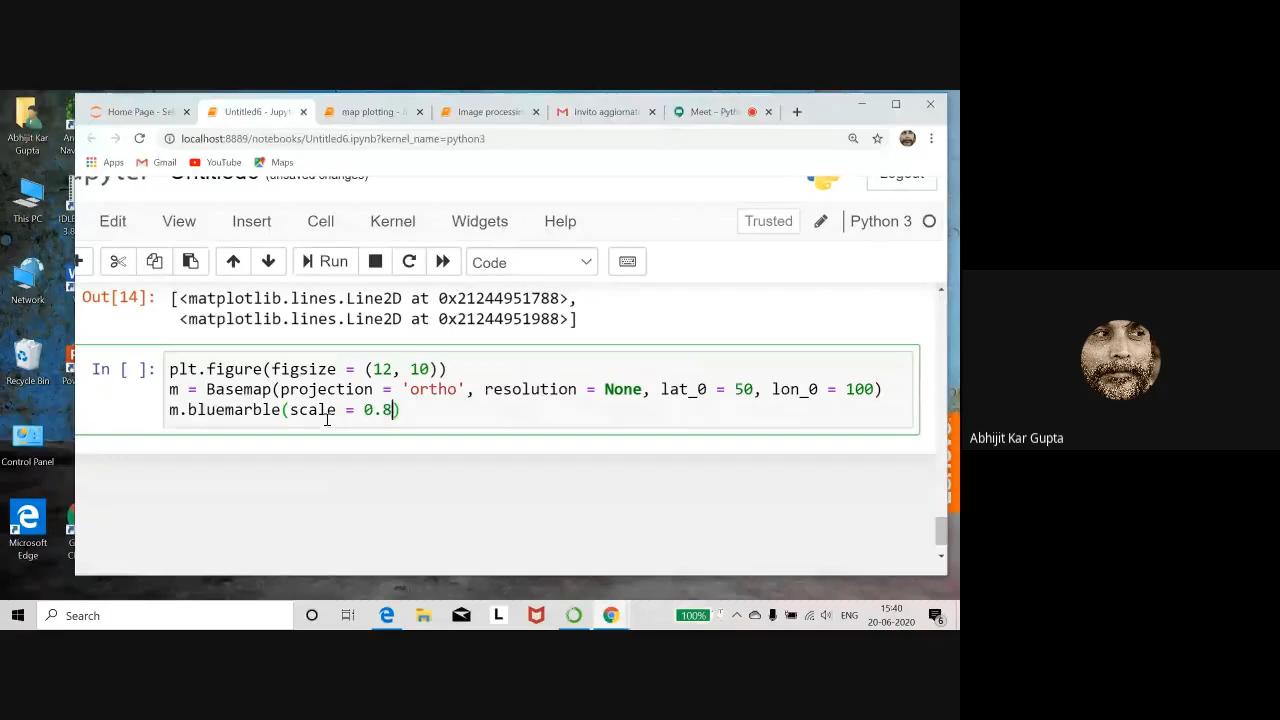 Abhijit Kar Gupta
This PC
Network
Recycle Bin
Control Panel
Microsoft Edge
Home Page - Sel
Untitled6 - Jupyt
map plotting - J
Image processin
Invito aggiornato
Meet – Pyth
localhost:8889/notebooks/Untitled6.ipynb?kernel_name=python3
Apps Gmail YouTube Maps
Untitled6 (unsaved changes)
Logout
Edit View Insert Cell Kernel Widgets Help Trusted Python 3
Run Code
Out[14]: [<matplotlib.lines.Line2D at 0x21244951788>,
<matplotlib.lines.Line2D at 0x21244951988>]
In [ ]: plt.figure(figsize = (12, 10))
m = Basemap(projection = 'ortho', resolution = None, lat_0 = 50, lon_0 = 100)
m.bluemarble(scale = 0.8)
Search
L
100%
ENG
15:40
20-06-2020
6
Abhijit Kar Gupta